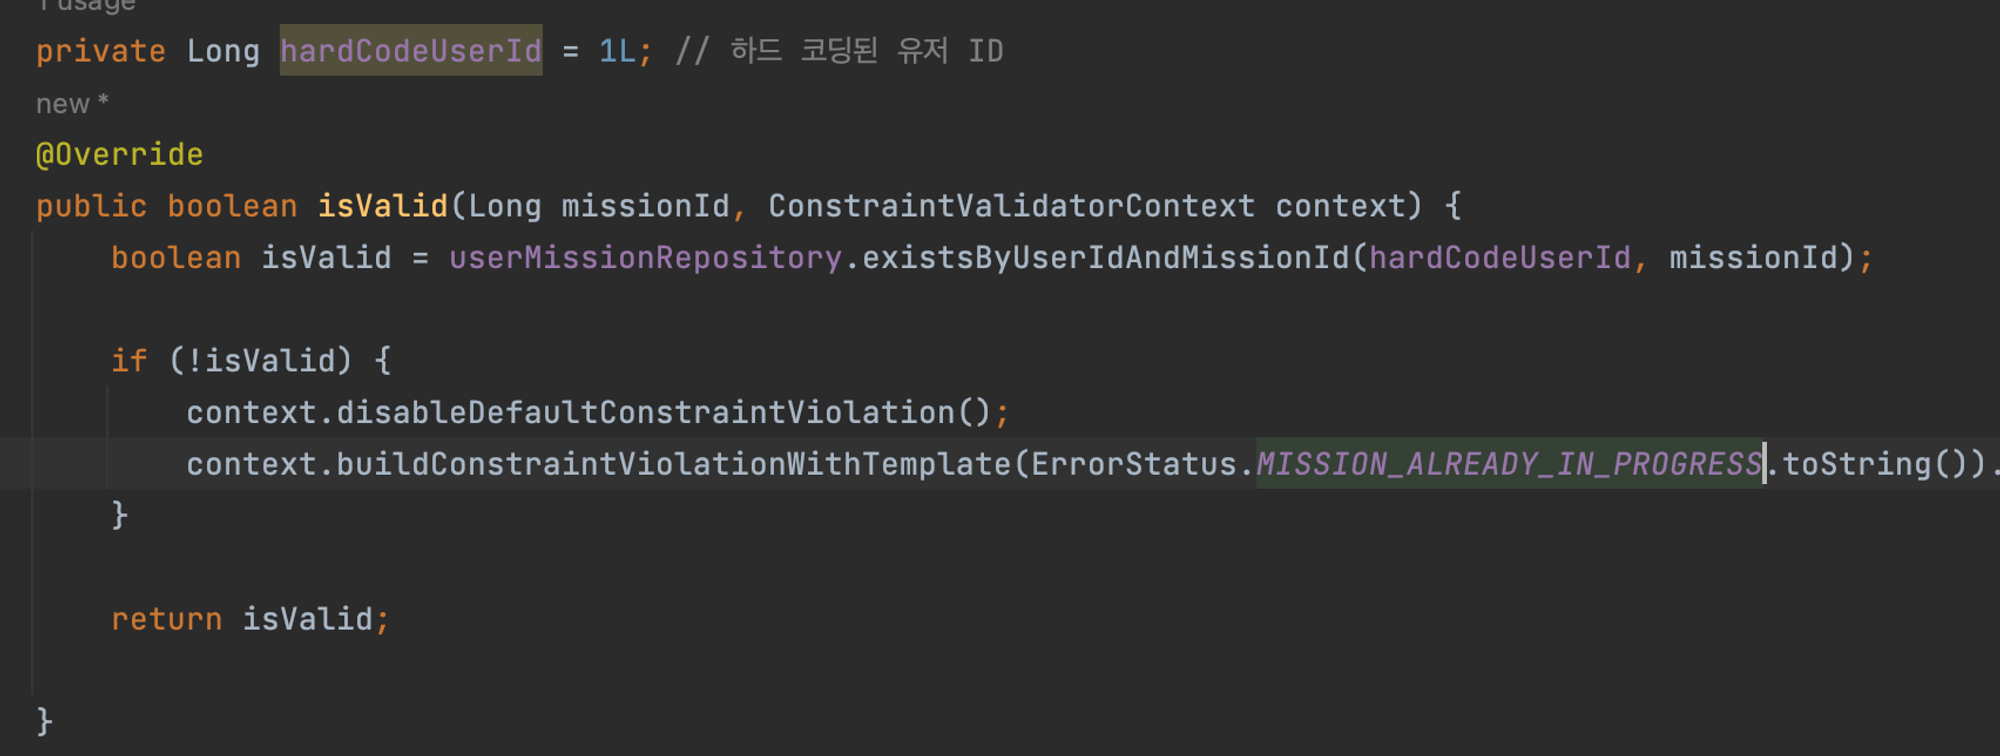 1 usage
private Long hardCodeUserId = 1L; // 하드 코딩된 유저 ID
new *
@Override
public boolean isValid(Long missionId, ConstraintValidatorContext context) {
boolean isValid = userMissionRepository.existsByUserIdAndMissionId(hardCodeUserId, missionId);
if (!isValid) {
context.disableDefaultConstraintViolation();
context.buildConstraintViolationWithTemplate(ErrorStatus.MISSION_ALREADY_IN_PROGRESS.toString()).
}
return isValid;
}